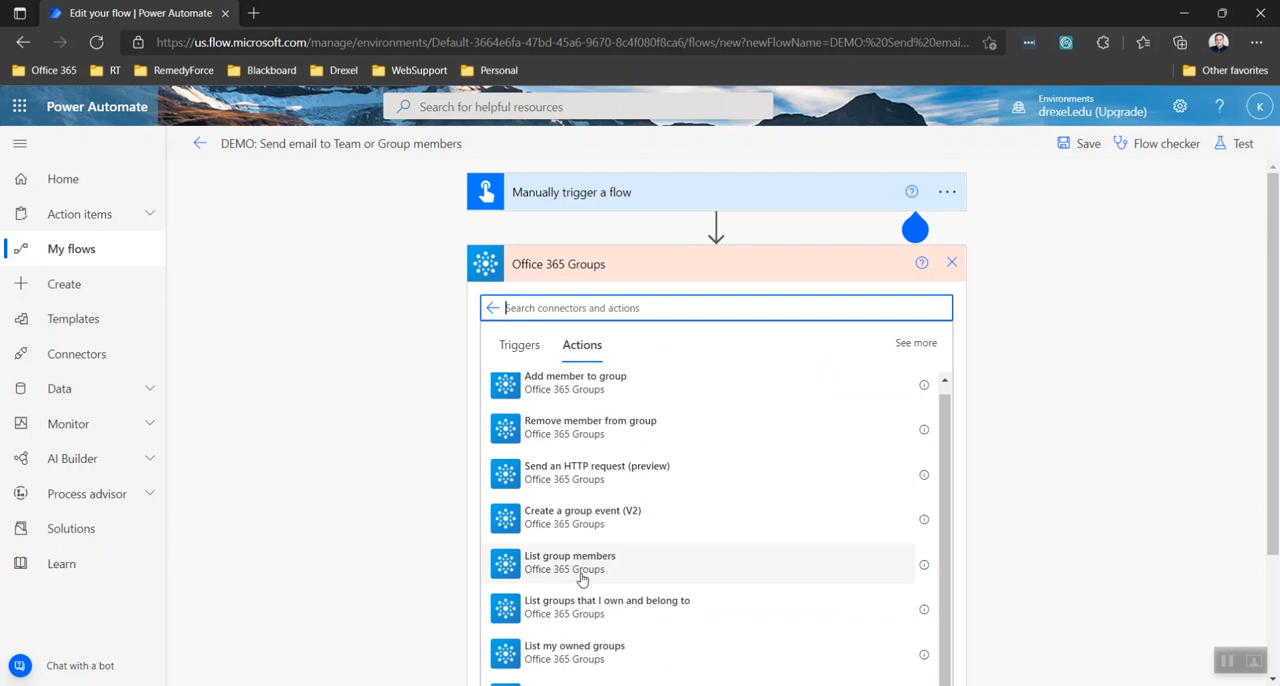 Edit your flow | Power Automate
https://us.flow.microsoft.com/manage/environments/Default-3664e6fa-47bd-45a6-9670-8c4f080f8ca6/flows/new?newFlowName=DEMO:%20Send%20emai...
Office 365
RT
RemedyForce
Blackboard
Drexel
WebSupport
Personal
Other favorites
Power Automate
Search for helpful resources
Environments
drexel.edu (Upgrade)
?
K
DEMO: Send email to Team or Group members
Save
Flow checker
Test
Home
Action items
My flows
Create
Templates
Connectors
Data
Monitor
AI Builder
Process advisor
Solutions
Learn
Chat with a bot
Manually trigger a flow
Office 365 Groups
Search connectors and actions
Triggers
Actions
See more
Add member to group
Office 365 Groups
Remove member from group
Office 365 Groups
Send an HTTP request (preview)
Office 365 Groups
Create a group event (V2)
Office 365 Groups
List group members
Office 365 Groups
List groups that I own and belong to
Office 365 Groups
List my owned groups
Office 365 Groups